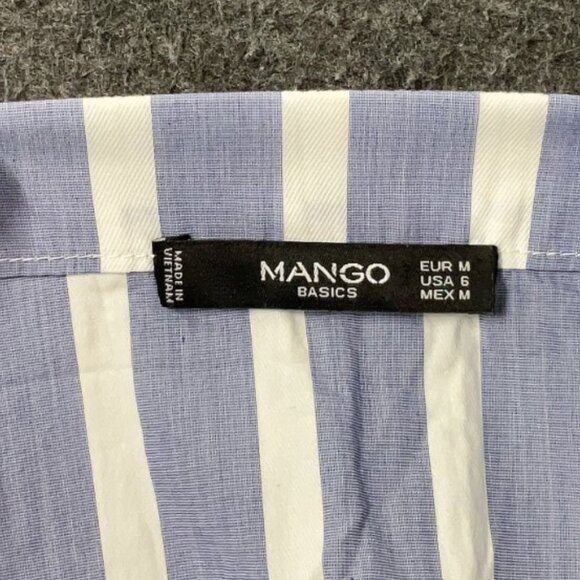 MADE IN
VIETNAM
MANGO
BASICS
EUR M
USA 6
MEX M